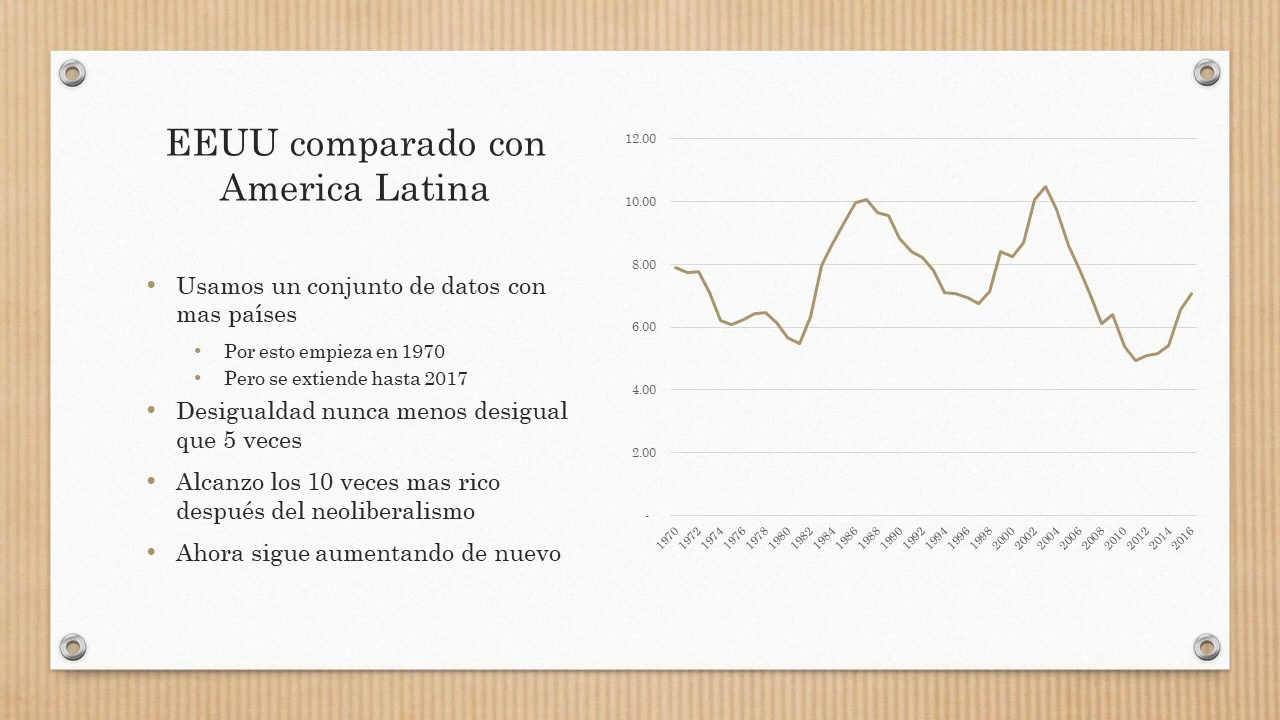 EEUU comparado con
America Latina
• Usamos un conjunto de datos con
mas países
• Por esto empieza en 1970
• Pero se extiende hasta 2017
• Desigualdad nunca menos desigual
que 5 veces
• Alcanzo los 10 veces mas rico
después del neoliberalismo
• Ahora sigue aumentando de nuevo
12.00
10.00
8.00
6.00
4.00
2.00
-
1970 1972 1974 1976 1978 1980 1982 1984 1986 1988 1990 1992 1994 1996 1998 2000 2002 2004 2006 2008 2010 2012 2014 2016